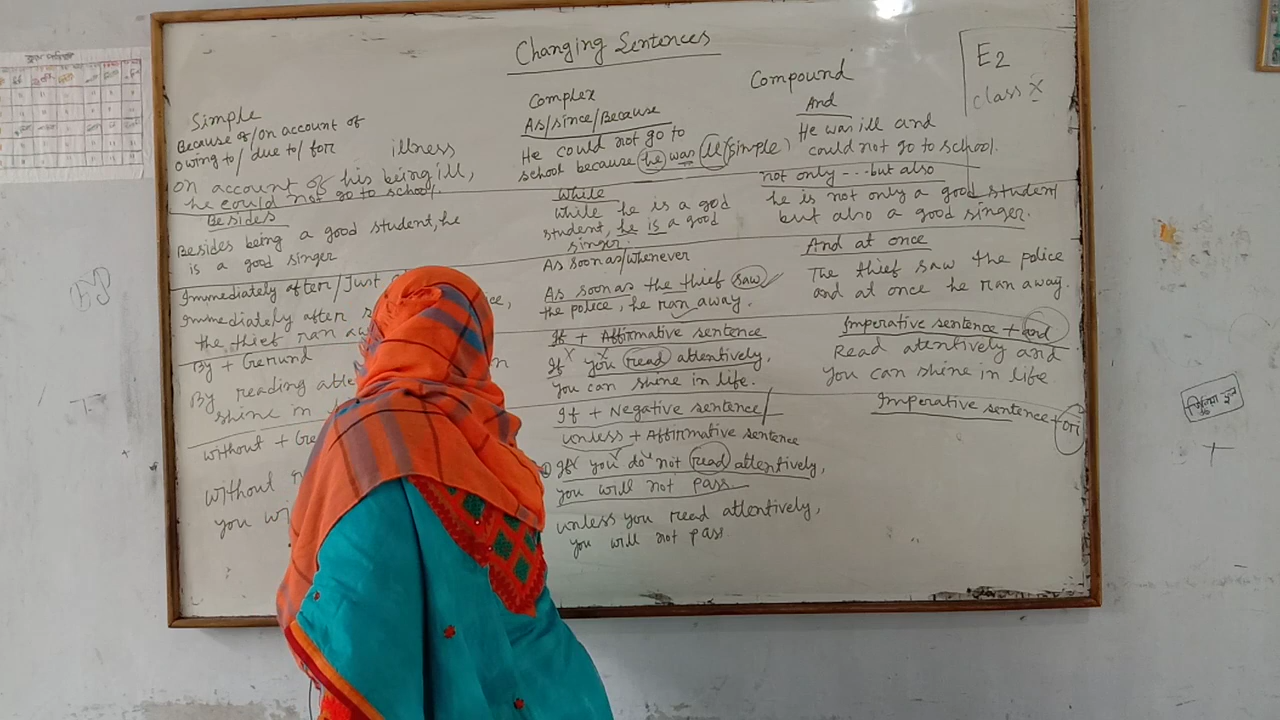 Changing Sentences
E2
class X
Simple
Because of/on account of
owing to/due to/for
illness
on account of his being ill,
he could not go to school.
Besides
Besides being a good student, he
is a good singer
Immediately after/Just
Immediately after
the thief ran
By + Gerund
By reading
shine in
without +
without
you
Complex
As/since/Because
He could not go to
school because he was ill (simple)
While
while he is a god
student, he is a good
singer.
As soon as/whenever
As soon as the thief saw
the police, he ran away.
If + Affirmative sentence
If you read attentively,
you can shine in life.
If + Negative sentence/
unless + Affirmative sentence
If you do not read attentively,
you will not pass.
unless you read attentively,
you will not pass
Compound
And
He was ill and
could not go to school.
not only --- but also
he is not only a good student
but also a good singer.
And at once
The thief saw the police
and at once he ran away.
Imperative sentence + and
Read atentively and
you can shine in life
Imperative sentence + or